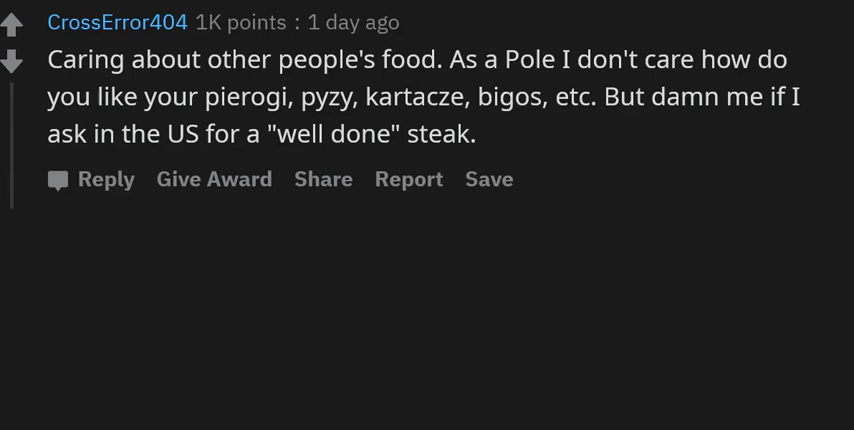 CrossError404 1K points : 1 day ago
Caring about other people's food. As a Pole I don't care how do
you like your pierogi, pyzy, kartacze, bigos, etc. But damn me if I
ask in the US for a "well done" steak.
Reply Give Award Share Report Save